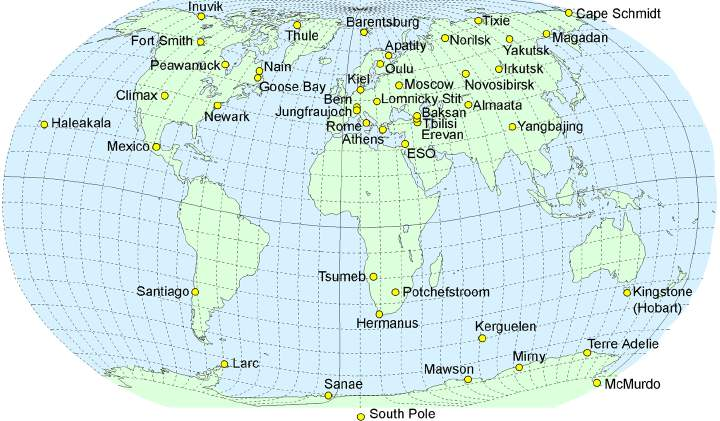 Inuvik
Cape Schmidt
Tixie
Barentsburg
Thule
Fort Smith
Norilsk
Magadan
Apatity
Yakutsk
Peawanuck
Nain
Oulu
Irkutsk
Goose Bay
Kiel
Moscow
Novosibirsk
Climax
Bern
Lomnicky Stit
Almaata
Newark
Jungfraujoch
Baksan
Haleakala
Rome
Tbilisi
Yangbajing
Athens
Erevan
Mexico
ESO
Tsumeb
Santiago
Potchefstroom
Kingstone
(Hobart)
Hermanus
Kerguelen
Terre Adelie
Larc
Mawson
Mirny
Sanae
McMurdo
South Pole